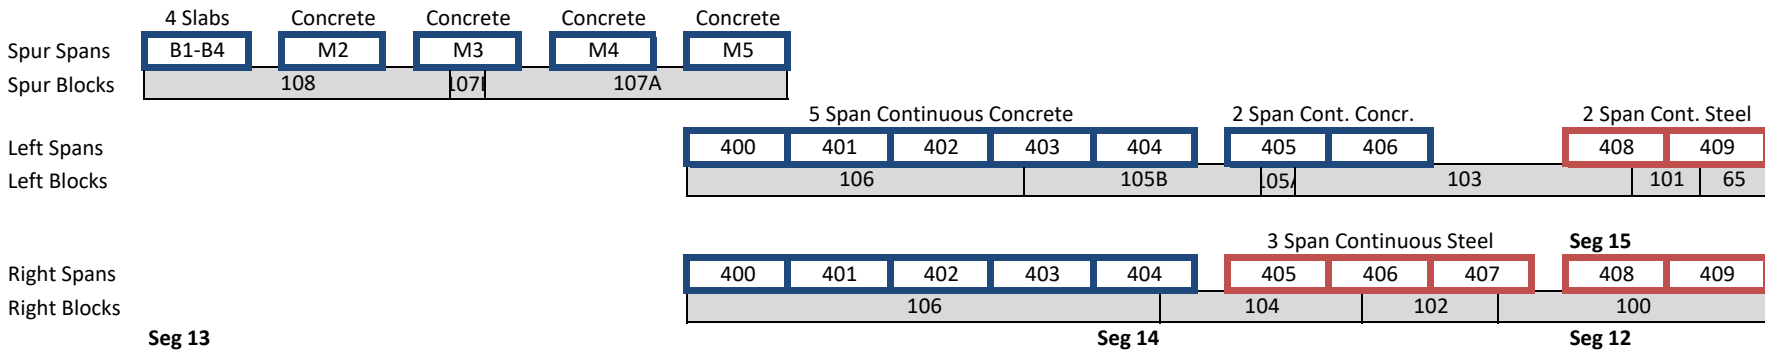 4 Slabs Concrete Concrete Concrete Concrete
Spur Spans B1-B4 M2 M3 M4 M5
Spur Blocks 108 107A
5 Span Continuous Concrete 2 Span Cont. Concr. 2 Span Cont. Steel
Left Spans 400 401 402 403 404 405 406 408 409
Left Blocks 106 105B 103 101 65
3 Span Continuous Steel Seg 15
Right Spans 400 401 402 403 404 405 406 407 408 409
Right Blocks 106 104 102 100
Seg 13 Seg 14 Seg 12